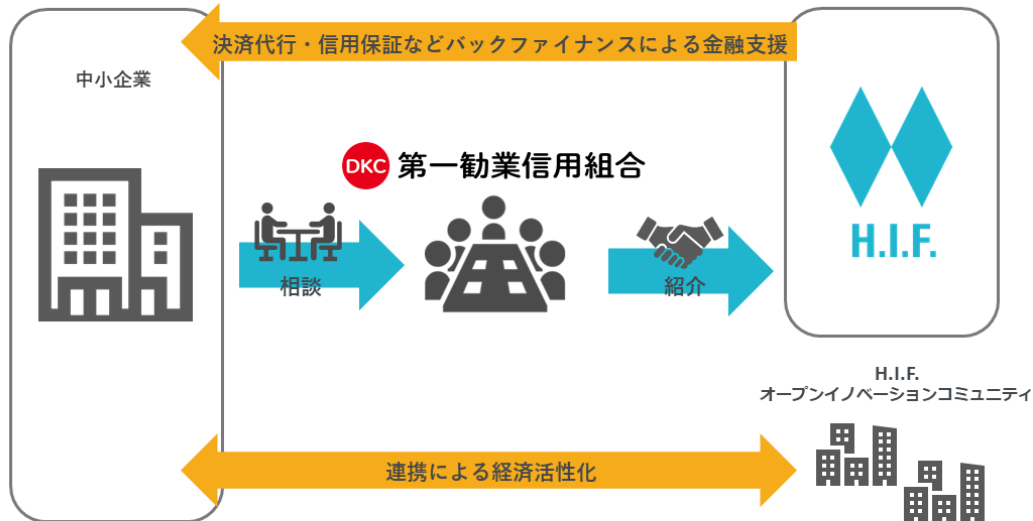 決済代行・信用保証などバックファイナンスによる金融支援
中小企業
DKC 第一勧業信用組合
H.I.F.
相談
紹介
H.I.F.
オープンイノベーションコミュニティ
連携による経済活性化